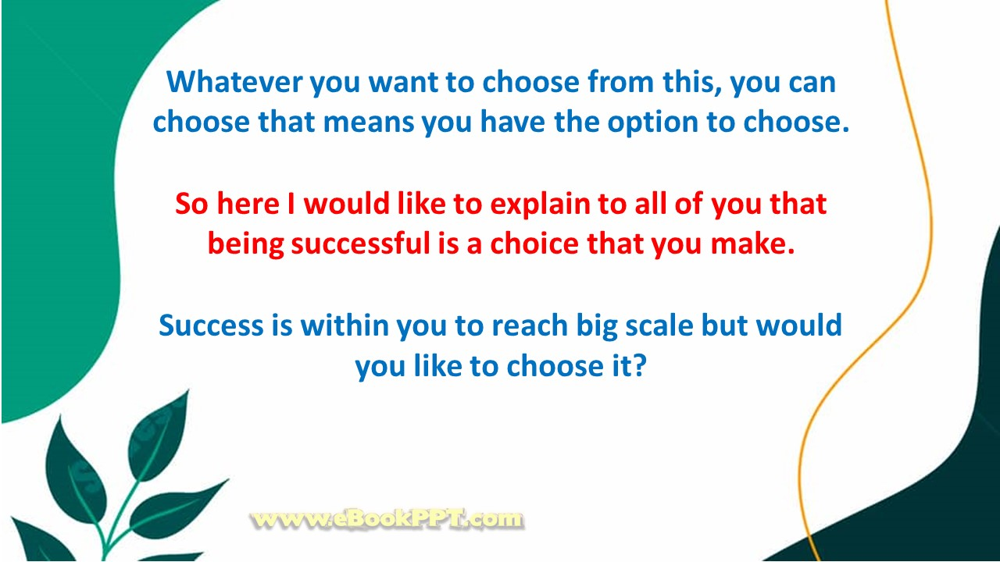 Whatever you want to choose from this, you can
choose that means you have the option to choose.
So here I would like to explain to all of you that
being successful is a choice that you make.
Success is within you to reach big scale but would
you like to choose it?
www.eBookPPT.com